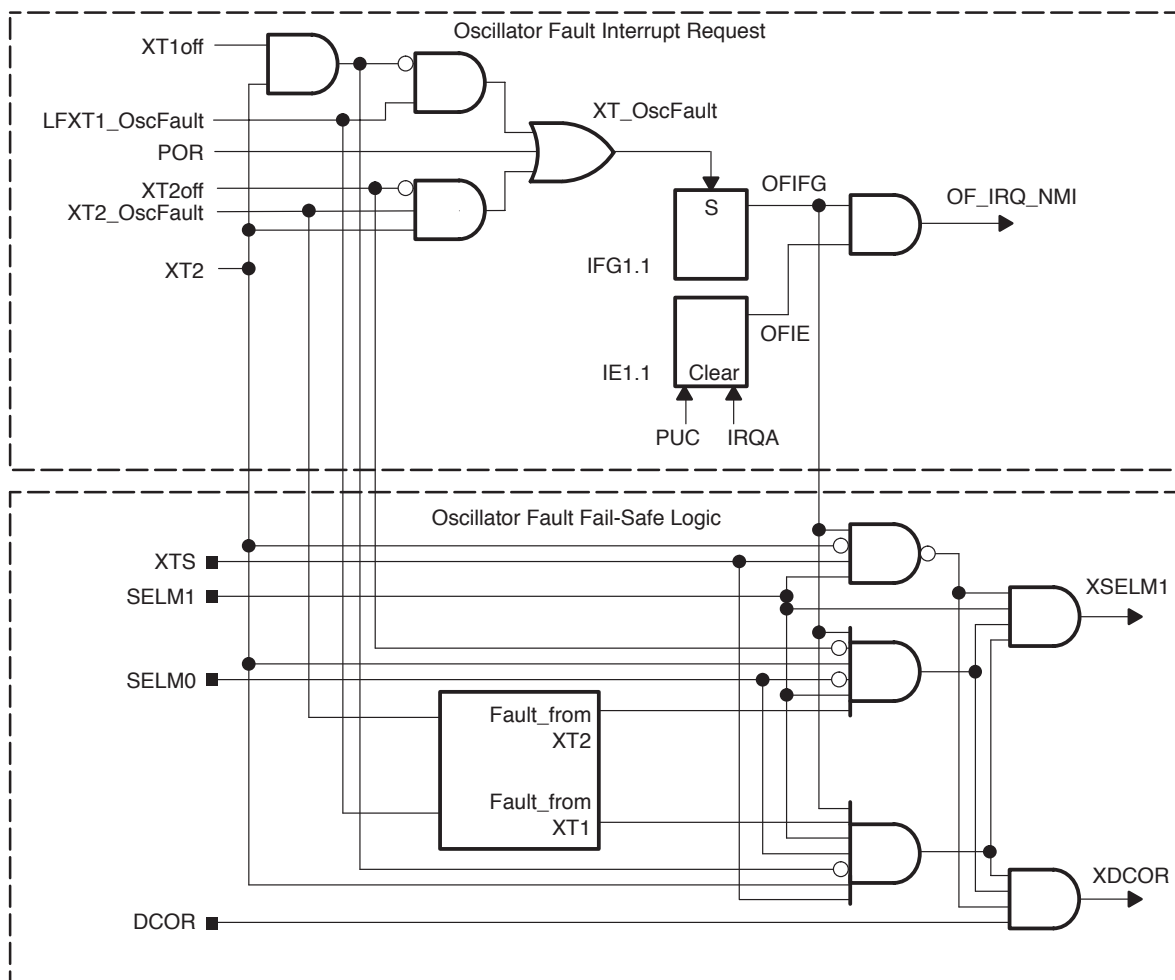 Oscillator Fault Interrupt Request
XT1off
LFXT1_OscFault
XT_OscFault
POR
XT2off
XT2_OscFault
XT2
S
OFIFG
OF_IRQ_NMI
IFG1.1
OFIE
IE1.1
Clear
PUC
IRQA
Oscillator Fault Fail-Safe Logic
XTS
SELM1
XSELM1
SELM0
Fault_from
XT2
Fault_from
XT1
XDCOR
DCOR